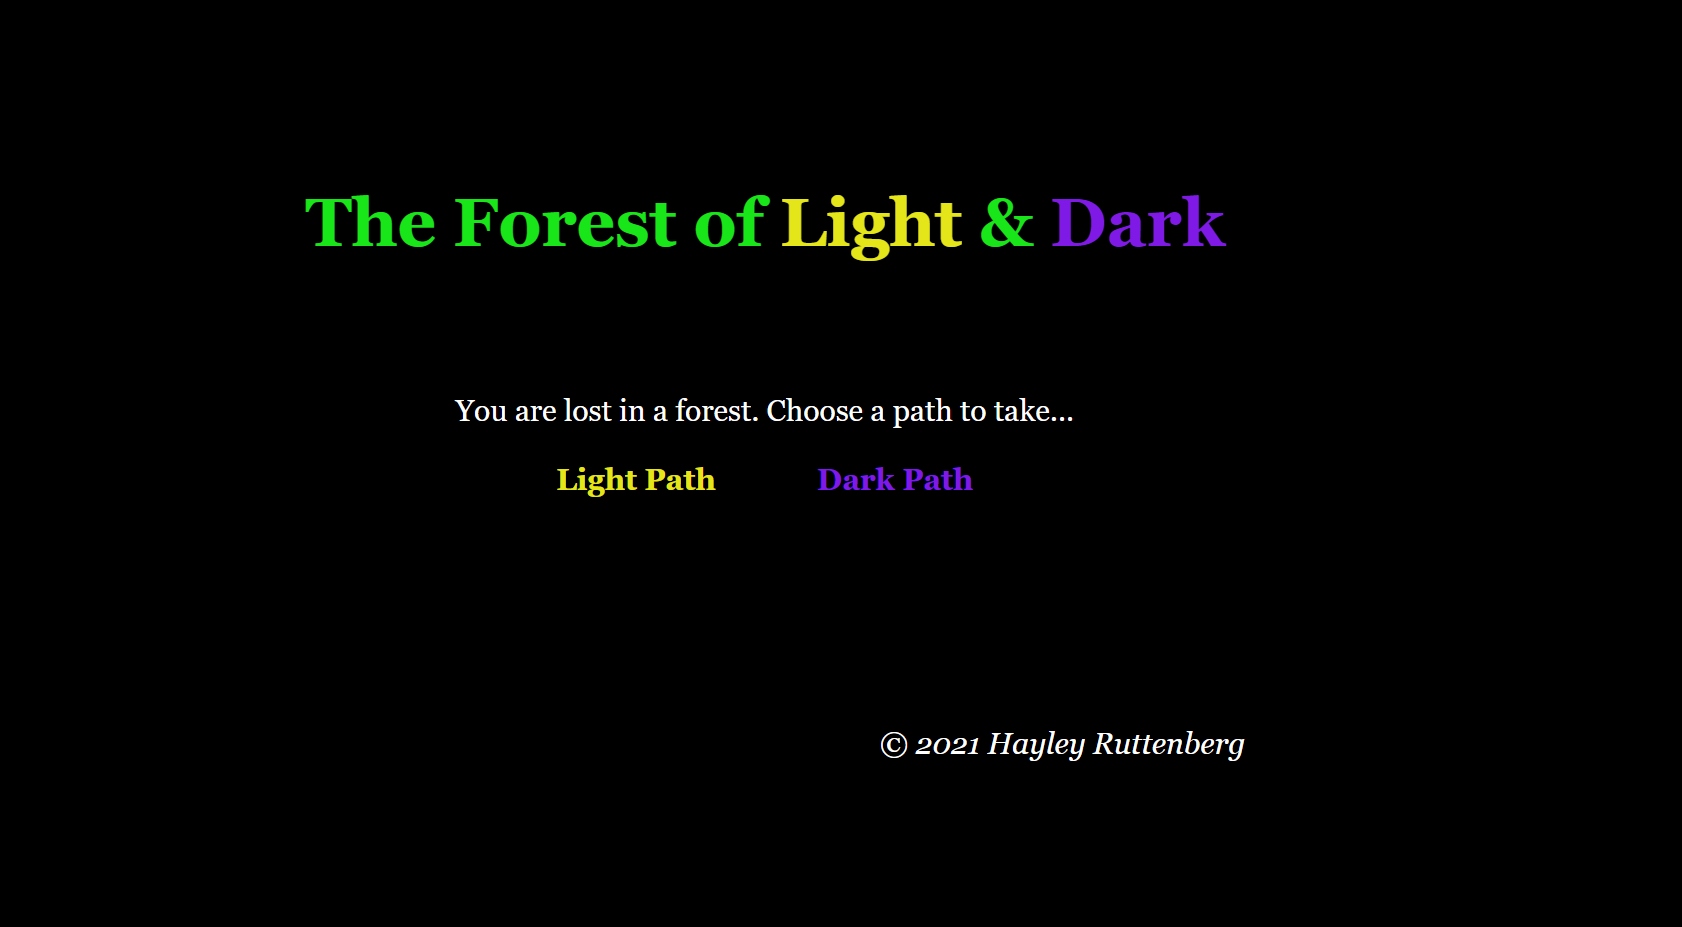 The Forest of Light & Dark
You are lost in a forest. Choose a path to take...
Light Path Dark Path
© 2021 Hayley Ruttenberg